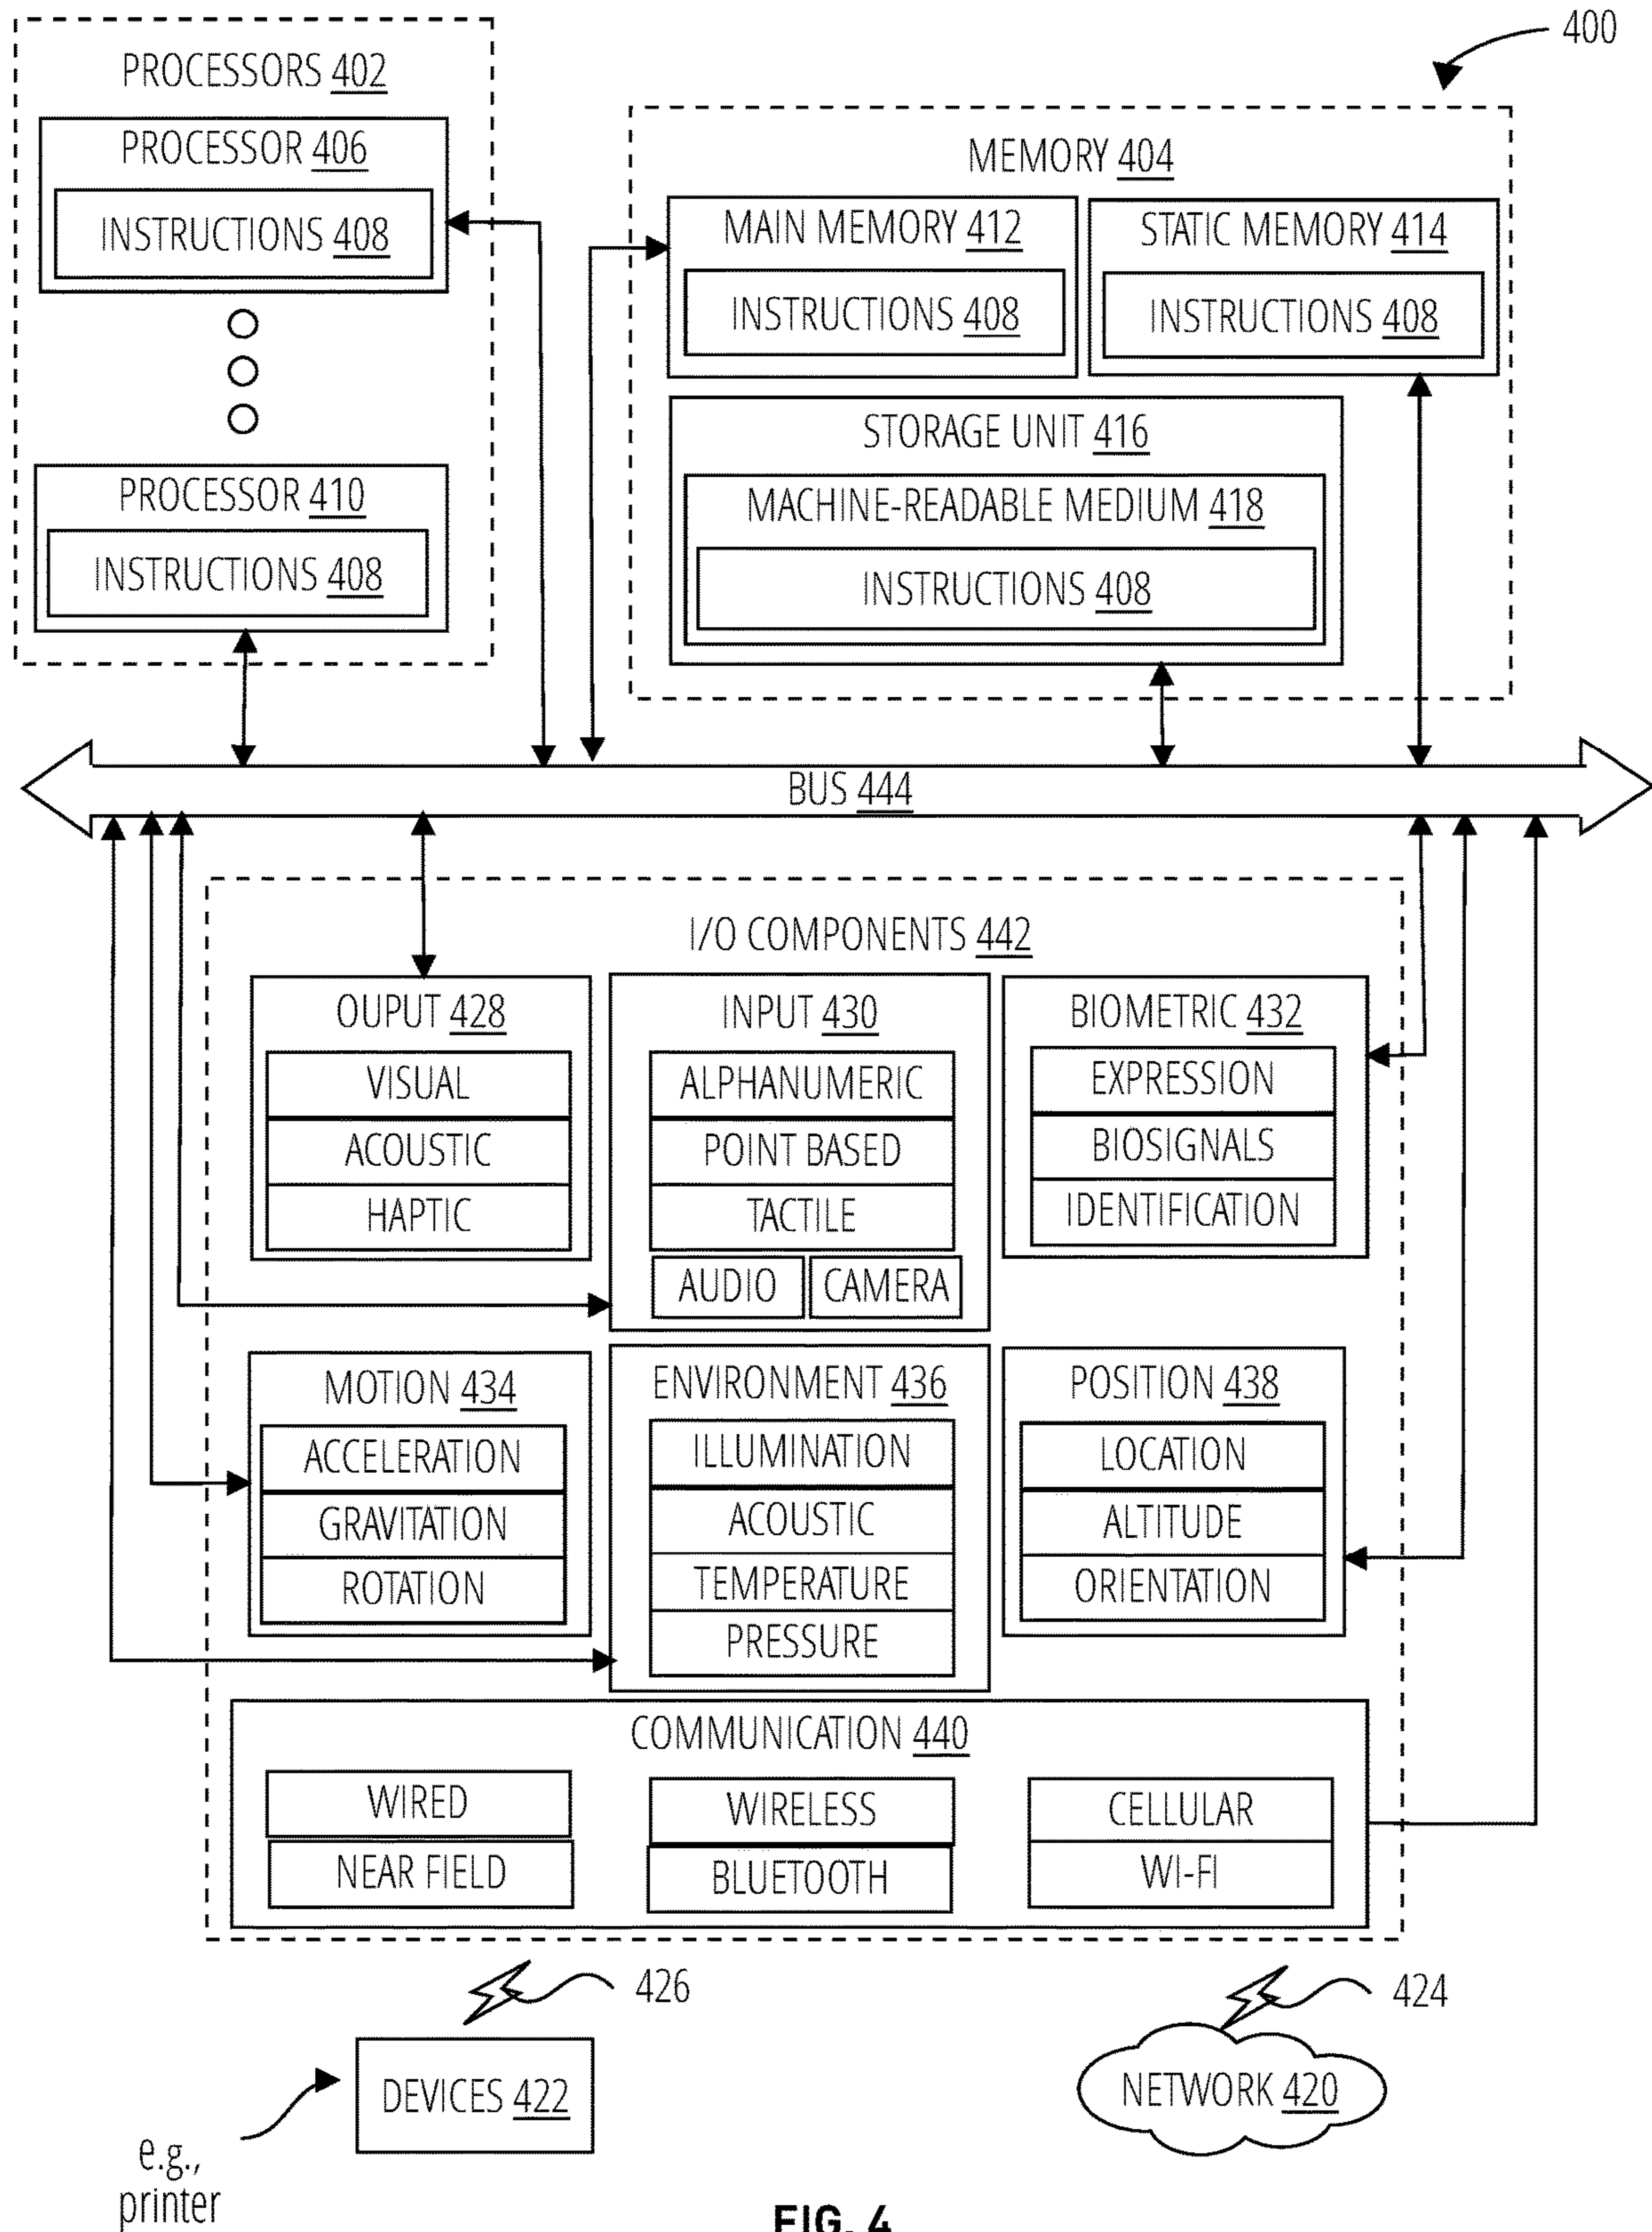 400
PROCESSORS 402
PROCESSOR 406
INSTRUCTIONS 408
PROCESSOR 410
INSTRUCTIONS 408
MEMORY 404
MAIN MEMORY 412
INSTRUCTIONS 408
STATIC MEMORY 414
INSTRUCTIONS 408
STORAGE UNIT 416
MACHINE-READABLE MEDIUM 418
INSTRUCTIONS 408
BUS 444
I/O COMPONENTS 442
OUPUT 428
VISUAL
ACOUSTIC
HAPTIC
INPUT 430
ALPHANUMERIC
POINT BASED
TACTILE
AUDIO
CAMERA
BIOMETRIC 432
EXPRESSION
BIOSIGNALS
IDENTIFICATION
MOTION 434
ACCELERATION
GRAVITATION
ROTATION
ENVIRONMENT 436
ILLUMINATION
ACOUSTIC
TEMPERATURE
PRESSURE
POSITION 438
LOCATION
ALTITUDE
ORIENTATION
COMMUNICATION 440
WIRED
NEAR FIELD
WIRELESS
BLUETOOTH
CELLULAR
WI-FI
426
424
DEVICES 422
NETWORK 420
e.g.,
printer
FIG. 4